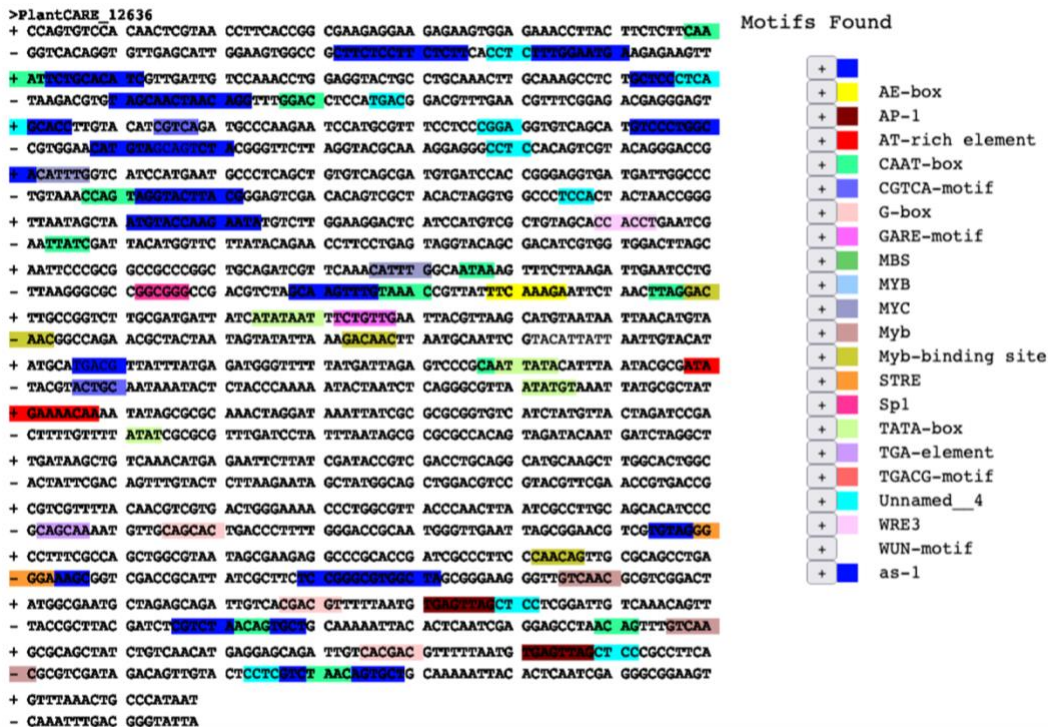 >PlantCARE_12636
+ CCAGTGTCCA CAACTCGTAA CCTTCACCGG CGAAGAGGAA GAGAAGTGGA GAAACCTTAC TTCTCTTCAA
- GGTCACAGGT GTTGAGCATT GGAAGTGGCC GCTTCTCCTT CTCTTCACCT CTTTGGAATG AAGAGAAGTT
+ ATTCTGCACA TCGTTGATTG TCCAAACCTG GAGGTACTGC CTGCAAACTT GCAAAGCCTC TGCTCCCTCA
- TAAGACGTGT AGCAACTAAC AGGTTTGGAC CTCCATGACG GACGTTTGAA CGTTTCGGAG ACGAGGGAGT
+ GCACCTTGTA CATCGTCAGA TGCCCAAGAA TCCATGCGTT TCCTCCCGGA GGTGTCAGCA TGTCCCTGGC
- CGTGGAACAT GTAGCAGTCT ACGGGTTCTT AGGTACGCAA AGGAGGGCCT CCACAGTCGT ACAGGGACCG
+ ACATTTGGTC ATCCATGAAT GCCCTCAGCT GTGTCAGCGA TGTGATCCAC CGGGAGGTGA TGATTGGCCC
- TGTAAACCAG TAGGTACTTA CGGGAGTCGA CACAGTCGCT ACACTAGGTG GCCCTCCACT ACTAACCGGG
+ TTAATAGCTA ATGTACCAAG AATATGTCTT GGAAGGACTC ATCCATGTCG CTGTAGCACC ACCTGAATCG
- AATTATCGAT TACATGGTTC TTATACAGAA CCTTCCTGAG TAGGTACAGC GACATCGTGG TGGACTTAGC
+ AATTCCCGCG GCCGCCCGGC TGCAGATCGT TCAAACATTT GGCAATAAAG TTTCTTAAGA TTGAATCCTG
- TTAAGGGCGC CGGCGGGCCG ACGTCTAGCA AGTTTGTAAA CCGTTATTTC AAAGAATTCT AACTTAGGAC
+ TTGCCGGTCT TGCGATGATT ATCATATAAT TTCTGTTGAA TTACGTTAAG CATGTAATAA TTAACATGTA
- AACGGCCAGA ACGCTACTAA TAGTATATTA AAGACAACTT AATGCAATTC GTACATTATT AATTGTACAT
+ ATGCATGACG TTATTTATGA GATGGGTTTT TATGATTAGA GTCCCGCAAT TATACATTTA ATACGCGATA
- TACGTACTGC AATAAATACT CTACCCAAAA ATACTAATCT CAGGGCGTTA ATATGTAAAT TATGCGCTAT
+ GAAAACAAAA TATAGCGCGC AAACTAGGAT AAATTATCGC GCGCGGTGTC ATCTATGTTA CTAGATCCGA
- CTTTTGTTTT ATATCGCGCG TTTGATCCTA TTTAATAGCG CGCGCCACAG TAGATACAAT GATCTAGGCT
+ TGATAAGCTG TCAAACATGA GAATTCTTAT CGATACCGTC GACCTGCAGG CATGCAAGCT TGGCACTGGC
- ACTATTCGAC AGTTTGTACT CTTAAGAATA GCTATGGCAG CTGGACGTCC GTACGTTCGA ACCGTGACCG
+ CGTCGTTTTA CAACGTCGTG ACTGGGAAAA CCCTGGCGTT ACCCAACTTA ATCGCCTTGC AGCACATCCC
- GCAGCAAAAT GTTGCAGCAC TGACCCTTTT GGGACCGCAA TGGGTTGAAT TAGCGGAACG TCGTGTAGGG
+ CCTTTCGCCA GCTGGCGTAA TAGCGAAGAG GCCCGCACCG ATCGCCCTTC CCAACAGTTG CGCAGCCTGA
- GGAAAGCGGT CGACCGCATT ATCGCTTCTC CGGGCGTGGC TAGCGGGAAG GGTTGTCAAC GCGTCGGACT
+ ATGGCGAATG CTAGAGCAGA TTGTCACGAC GTTTTTAATG TGAGTTAGCT CCCTCGGATTG TCAAACAGTT
- TACCGCTTAC GATCTCGTCT AACAGTGCTG CAAAAATTAC ACTCAATCGA GGAGCCTAAC AGTTTGTCAA
+ GCGCAGCTAT CTGTCAACAT GAGGAGCAGA TTGTCACGAC GTTTTTAATG TGAGTTAGCT CCCGCCTTCA
- CGCGTCGATA GACAGTTGTA CTCCTCGTCT AACAGTGCTG CAAAAATTAC ACTCAATCGA GGGCGGAAGT
+ GTTTAAACTG CCCATAAT
- CAAATTTGAC GGGTATTA
Motifs Found
+
+ AE-box
+ AP-1
+ AT-rich element
+ CAAT-box
+ CGTCA-motif
+ G-box
+ GARE-motif
+ MBS
+ MYB
+ MYC
+ Myb
+ Myb-binding site
+ STRE
+ Sp1
+ TATA-box
+ TGA-element
+ TGACG-motif
+ Unnamed__4
+ WRE3
+ WUN-motif
+ as-1